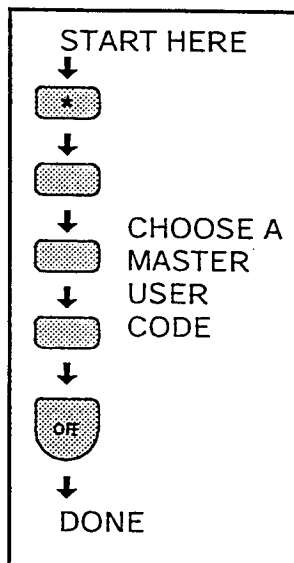 START HERE
*
CHOOSE A
MASTER
USER
CODE
OFF
DONE